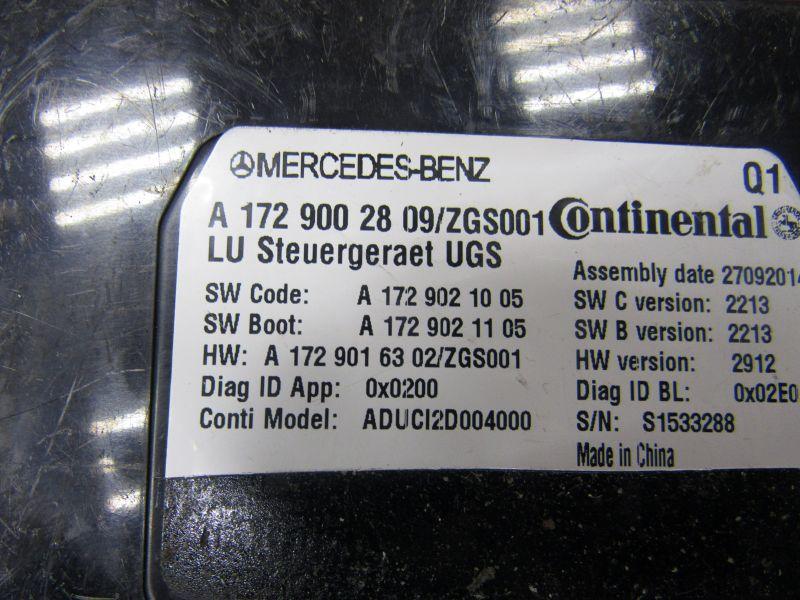 MERCEDES-BENZ
Q1
A 172 900 28 09/ZGS001
Continental
LU Steuergeraet UGS
Assembly date 2709201
SW Code: A 172 902 10 05
SW C version: 2213
SW Boot: A 172 902 11 05
SW B version: 2213
HW: A 172 901 63 02/ZGS001
HW version: 2912
Diag ID App: 0x0200
Diag ID BL: 0x02E0
Conti Model: ADUCI2D004000
S/N: S1533288
Made in China